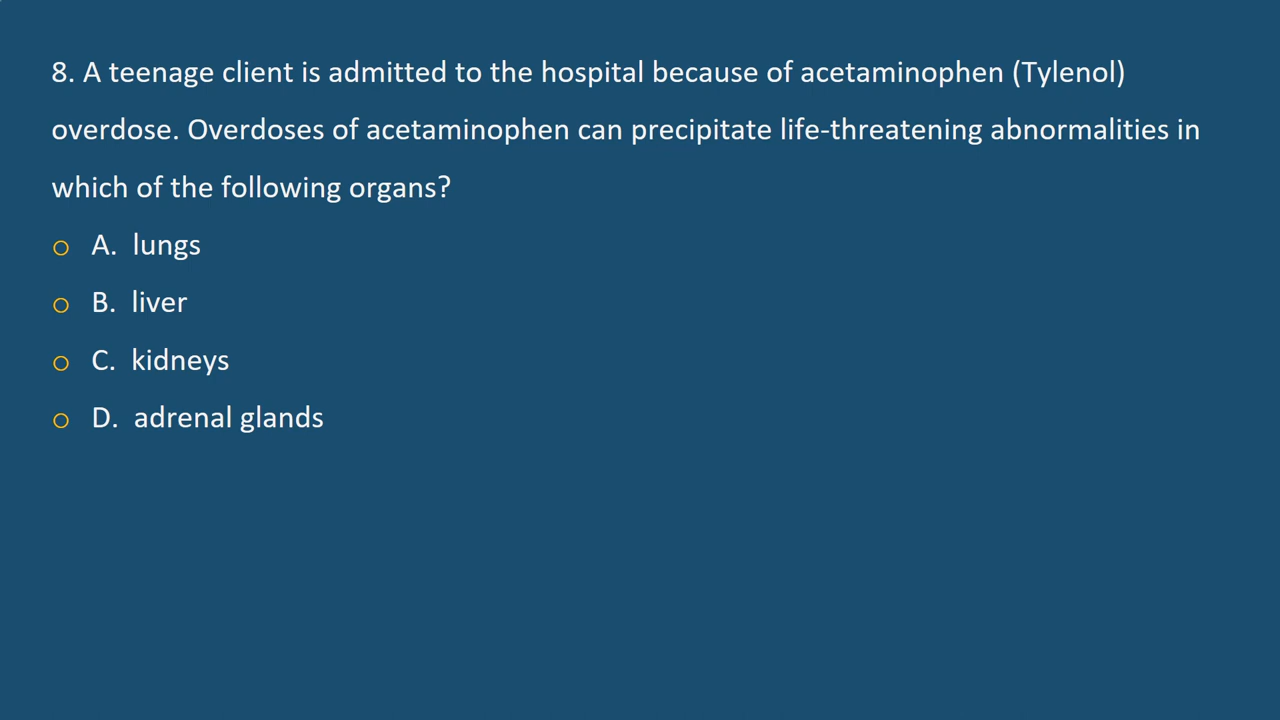 8. A teenage client is admitted to the hospital because of acetaminophen (Tylenol)
overdose. Overdoses of acetaminophen can precipitate life-threatening abnormalities in
which of the following organs?
A. lungs
B. liver
C. kidneys
D. adrenal glands